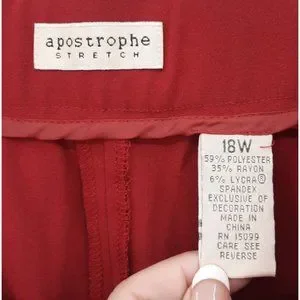 apostrophe
STRETCH
18W
59% POLYESTER
35% RAYON
6% LYCRA®
SPANDEX
EXCLUSIVE OF
DECORATION
MADE IN
CHINA
RN 15099
CARE SEE
REVERSE